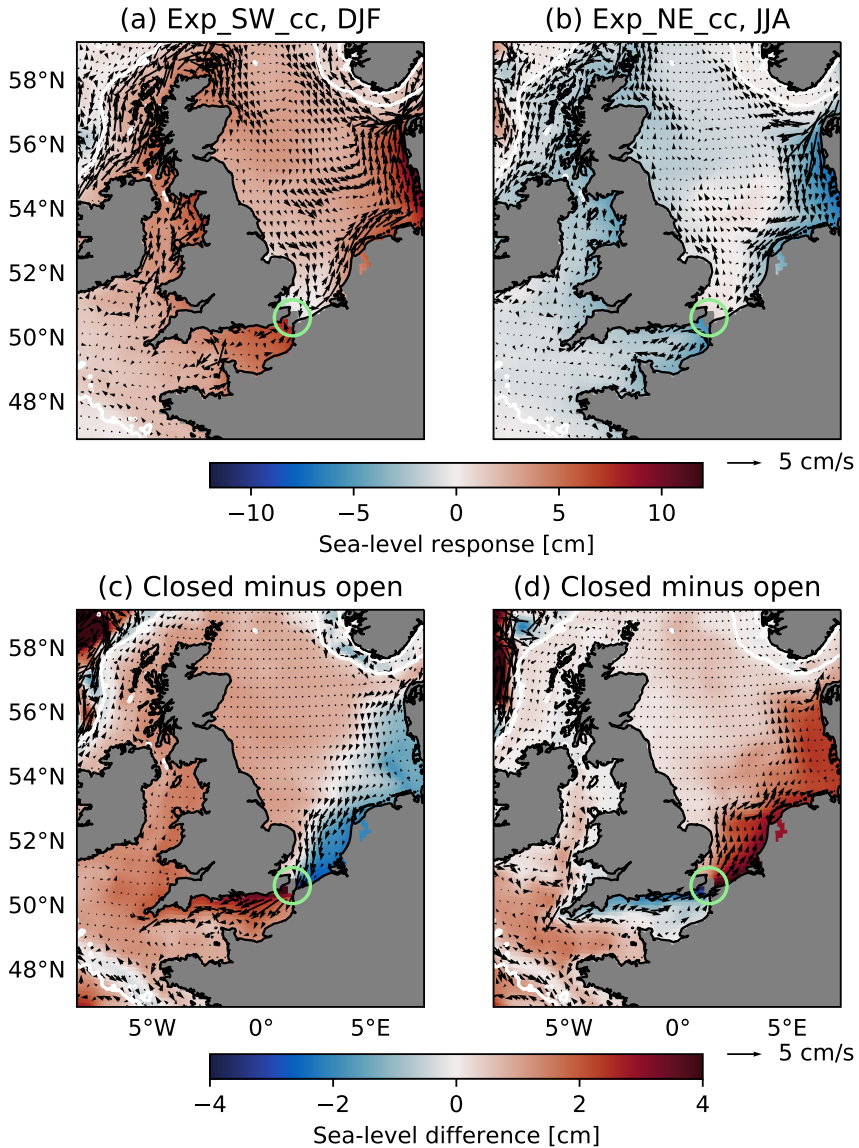 (a) Exp_SW_cc, DJF
(b) Exp_NE_cc, JJA
58°N
56°N
54°N
52°N
50°N
48°N
−10 −5 0 5 10
5 cm/s
Sea-level response [cm]
(c) Closed minus open
(d) Closed minus open
58°N
56°N
54°N
52°N
50°N
48°N
5°W 0° 5°E
5°W 0° 5°E
−4 −2 0 2 4
5 cm/s
Sea-level difference [cm]